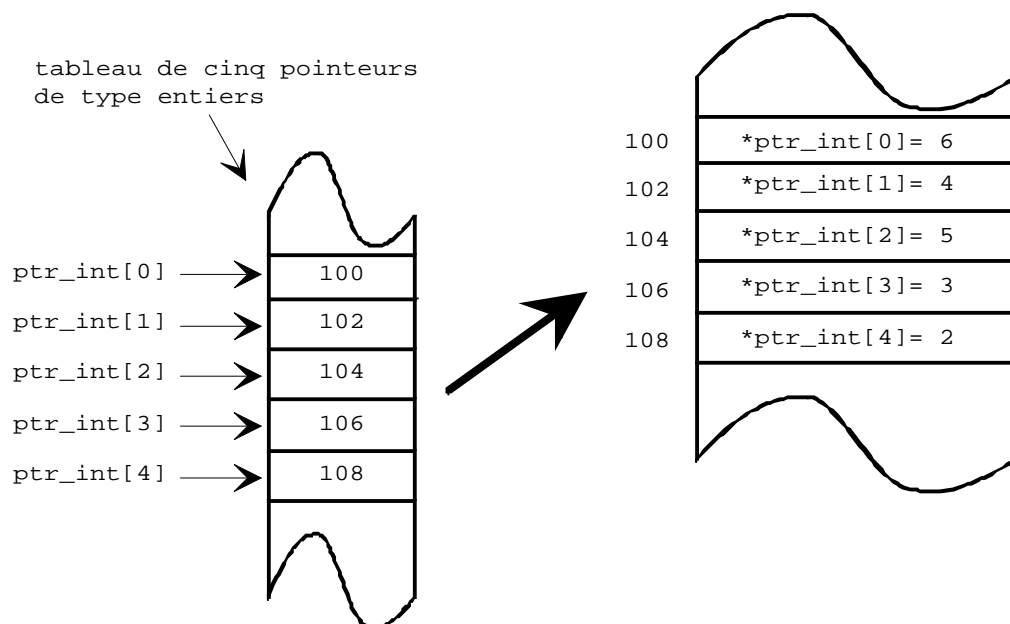 tableau de cinq pointeurs
de type entiers
ptr_int[0]
100
ptr_int[1]
102
ptr_int[2]
104
ptr_int[3]
106
ptr_int[4]
108
100
*ptr_int[0]= 6
102
*ptr_int[1]= 4
104
*ptr_int[2]= 5
106
*ptr_int[3]= 3
108
*ptr_int[4]= 2